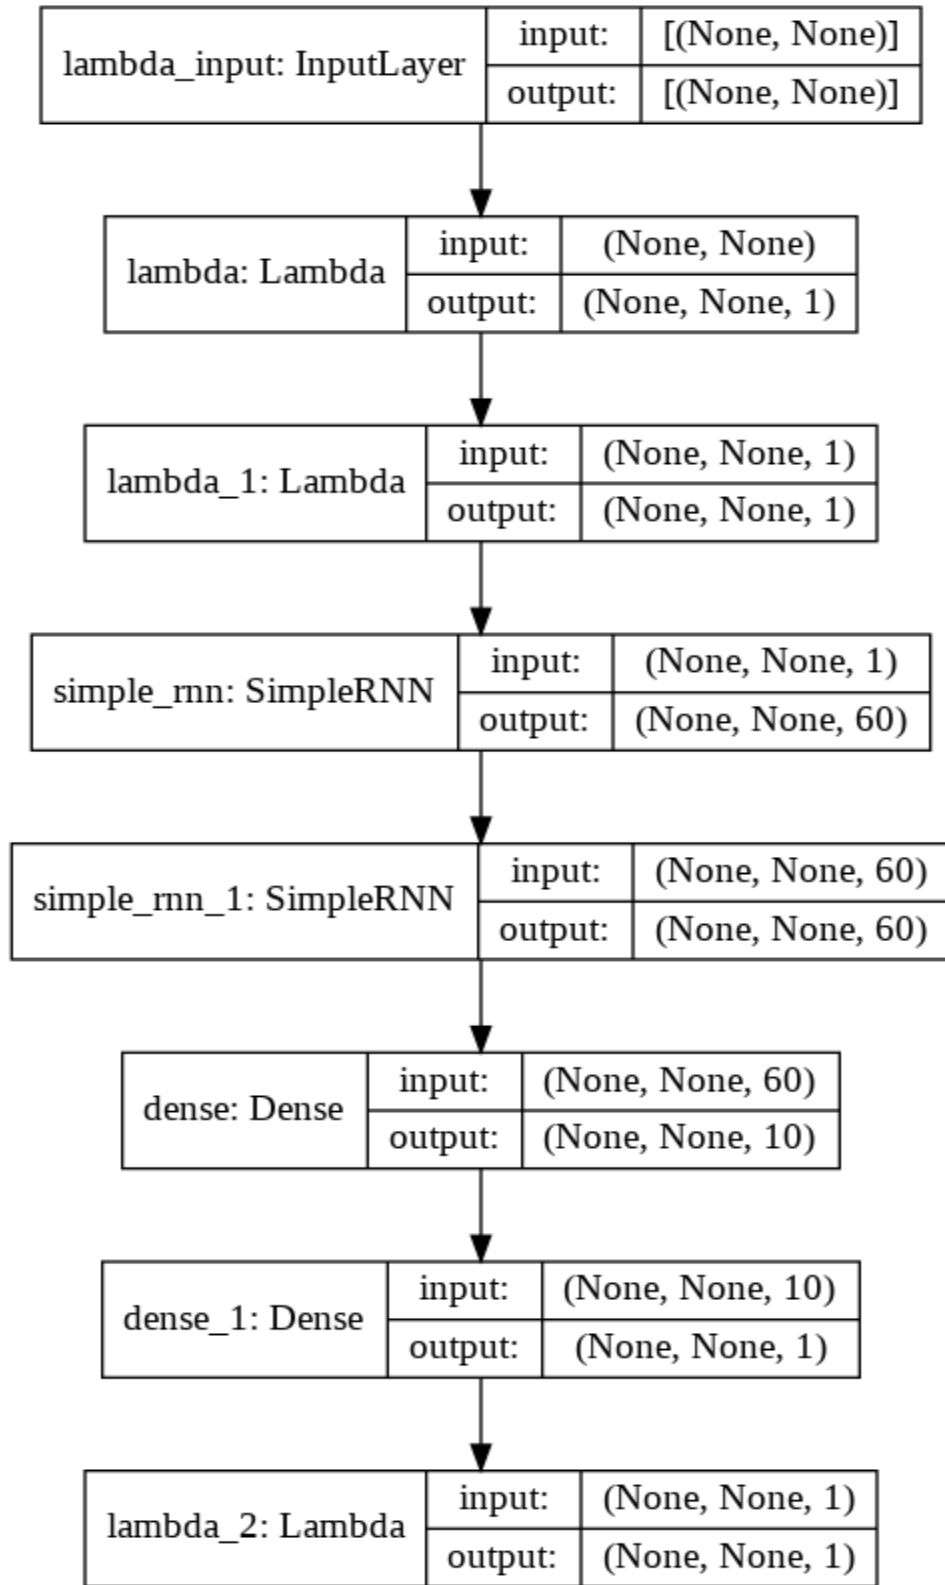 lambda_input: InputLayer
input: [(None, None)]
output: [(None, None)]
lambda: Lambda
input: (None, None)
output: (None, None, 1)
lambda_1: Lambda
input: (None, None, 1)
output: (None, None, 1)
simple_rnn: SimpleRNN
input: (None, None, 1)
output: (None, None, 60)
simple_rnn_1: SimpleRNN
input: (None, None, 60)
output: (None, None, 60)
dense: Dense
input: (None, None, 60)
output: (None, None, 10)
dense_1: Dense
input: (None, None, 10)
output: (None, None, 1)
lambda_2: Lambda
input: (None, None, 1)
output: (None, None, 1)